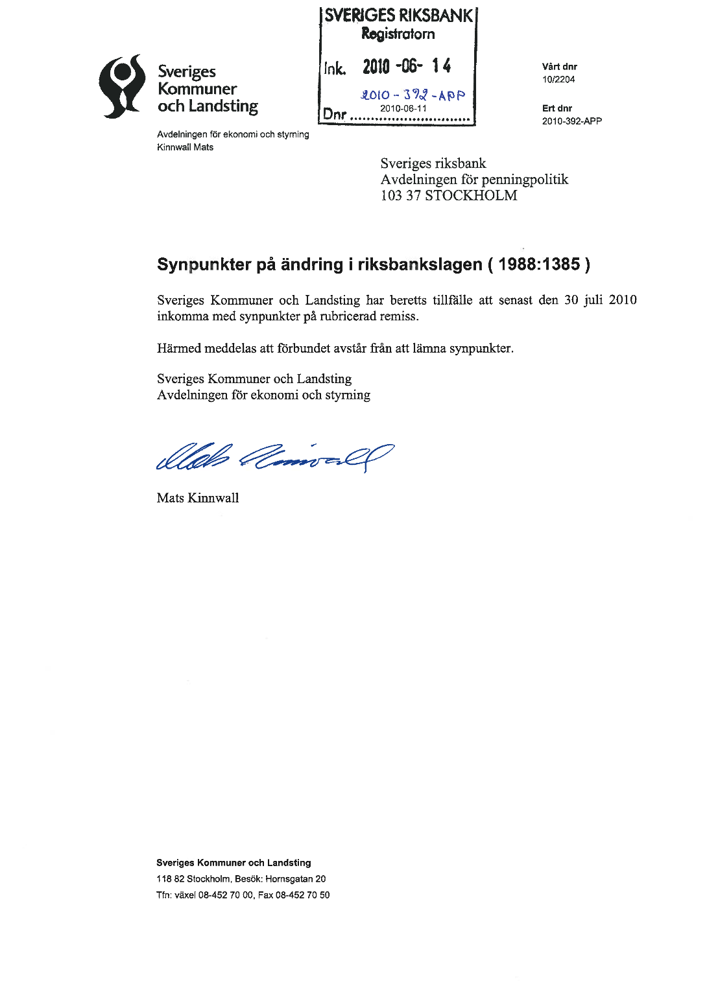 SVERIGES RIKSBANK
Registratorn
Ink. 2010 -06- 14
2010-392-APP
2010-06-11
Dnr
Sveriges
Kommuner
och Landsting
Vårt dnr
10/2204
Ert dnr
2010-392-APP
Avdelningen för ekonomi och styrning
Kinnwall Mats
Sveriges riksbank
Avdelningen för penningpolitik
103 37 STOCKHOLM
Synpunkter på ändring i riksbankslagen ( 1988:1385 )
Sveriges Kommuner och Landsting har beretts tillfälle att senast den 30 juli 2010
inkomma med synpunkter på rubricerad remiss.
Härmed meddelas att förbundet avstår från att lämna synpunkter.
Sveriges Kommuner och Landsting
Avdelningen för ekonomi och styrning
Mats Kinnwall
Mats Kinnwall
Sveriges Kommuner och Landsting
118 82 Stockholm, Besök: Hornsgatan 20
Tfn: växel 08-452 70 00, Fax 08-452 70 50